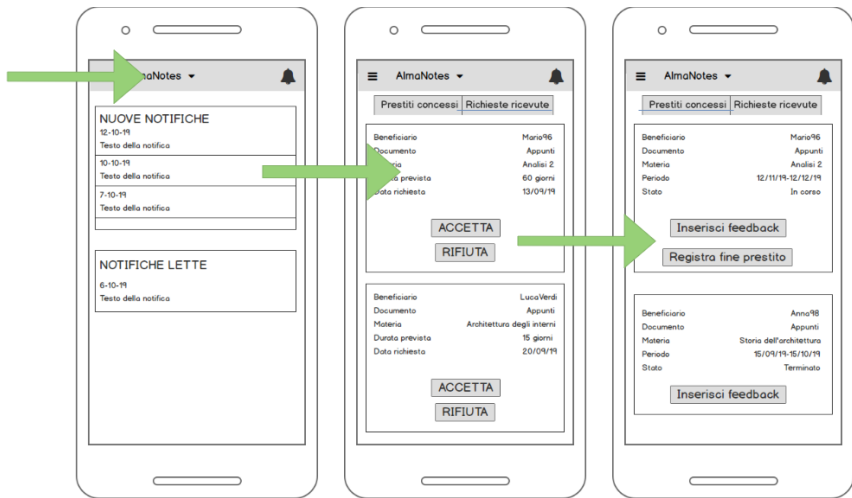 AlmaNotes
NUOVE NOTIFICHE
12-10-19
Testo della notifica
10-10-19
Testo della notifica
7-10-19
Testo della notifica
NOTIFICHE LETTE
6-10-19
Testo della notifica
AlmaNotes
Prestiti concessi Richieste ricevute
Beneficiario Mario96
Documento Appunti
Materia Analisi 2
Durata prevista 60 giorni
Data richiesta 13/09/19
ACCETTA
RIFIUTA
Beneficiario LucaVerdi
Documento Appunti
Materia Architettura degli interni
Durata prevista 15 giorni
Data richiesta 20/09/19
ACCETTA
RIFIUTA
AlmaNotes
Prestiti concessi Richieste ricevute
Beneficiario Mario96
Documento Appunti
Materia Analisi 2
Periodo 12/11/19-12/12/19
Stato In corso
Inserisci feedback
Registra fine prestito
Beneficiario Anna98
Documento Appunti
Materia Storia dell'architettura
Periodo 15/09/19-15/10/19
Stato Terminato
Inserisci feedback